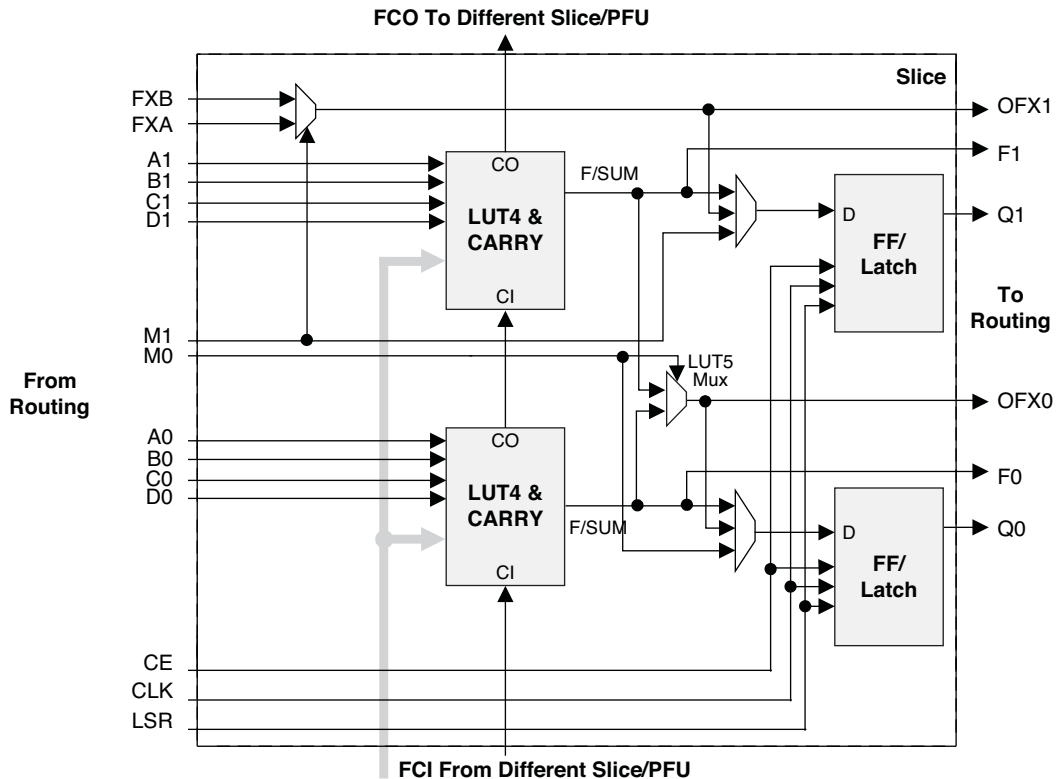 FCO To Different Slice/PFU
Slice
FXB
FXA
OFX1
A1
B1
C1
D1
CO
LUT4 &
CARRY
CI
F/SUM
F1
D
FF/
Latch
Q1
To
Routing
M1
M0
From
Routing
LUT5
Mux
OFX0
A0
B0
C0
D0
CO
LUT4 &
CARRY
CI
F/SUM
F0
D
FF/
Latch
Q0
CE
CLK
LSR
FCI From Different Slice/PFU